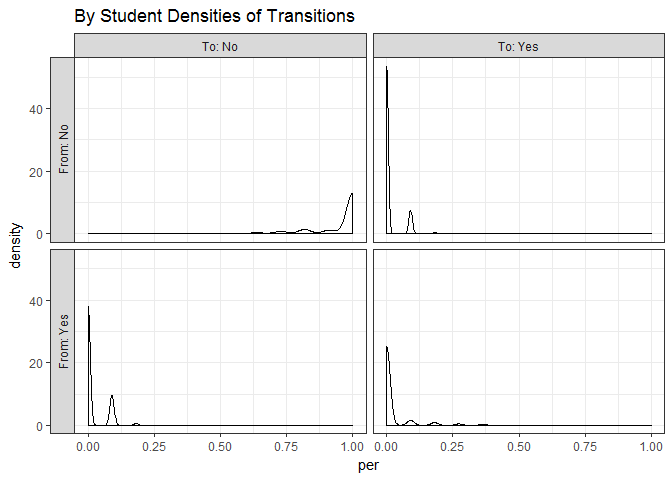 By Student Densities of Transitions
To: No
To: Yes
From: No
From: Yes
density
40
20
0
40
20
0
0.00 0.25 0.50 0.75 1.00
0.00 0.25 0.50 0.75 1.00
per